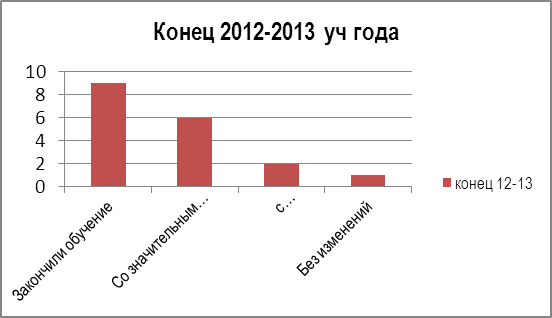 Конец 2012-2013 уч года
10
8
6
4
2
0
Закончили обучение
Со значительным...
с...
Без изменений
конец 12-13